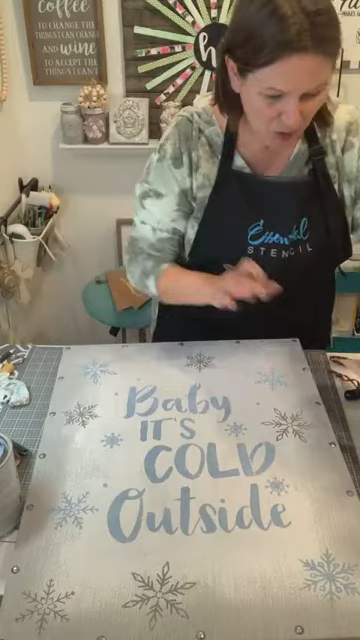 coffee
TO CHANGE THE
THINGS I CAN CHANGE
AND wine
TO ACCEPT THE
THINGS I CAN'T
h
Essential
STENCIL
Baby
IT'S
COLD
Outside